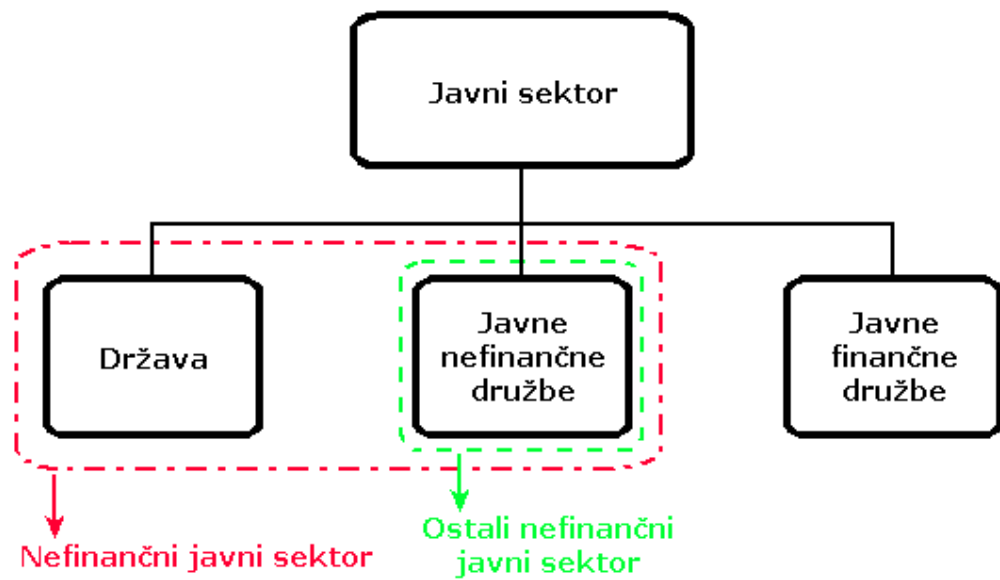 Javni sektor
Država
Javne
nefinančne
družbe
Javne
finančne
družbe
Nefinančni javni sektor
Ostali nefinančni
javni sektor